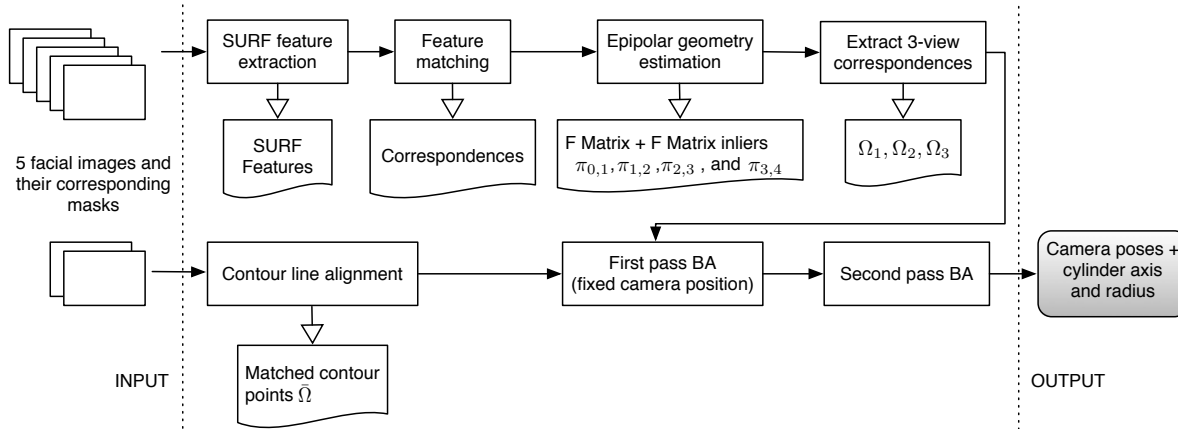 SURF feature
extraction
Feature
matching
Epipolar geometry
estimation
Extract 3-view
correspondences
SURF
Features
Correspondences
F Matrix + F Matrix inliers
π0,1, π1,2, π2,3, and π3,4
Ω1, Ω2, Ω3
5 facial images and
their corresponding
masks
Contour line alignment
First pass BA
(fixed camera position)
Second pass BA
Camera poses +
cylinder axis
and radius
Matched contour
points Ω̄
INPUT
OUTPUT